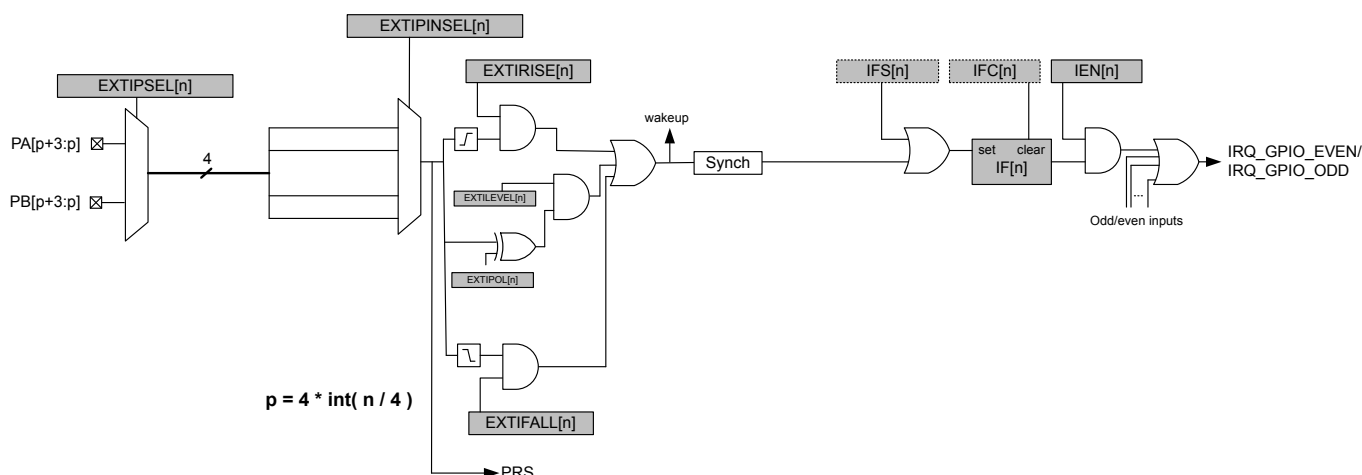 EXTIPINSEL[n]
EXTIPSEL[n]
EXTIRISE[n]
IFS[n]
IFC[n]
IEN[n]
PA[p+3:p]
4
wakeup
Synch
set clear
IF[n]
IRQ_GPIO_EVEN/
IRQ_GPIO_ODD
PB[p+3:p]
EXTILEVEL[n]
...
Odd/even inputs
EXTIPOL[n]
p = 4 * int( n / 4 )
EXTIFALL[n]
PRS